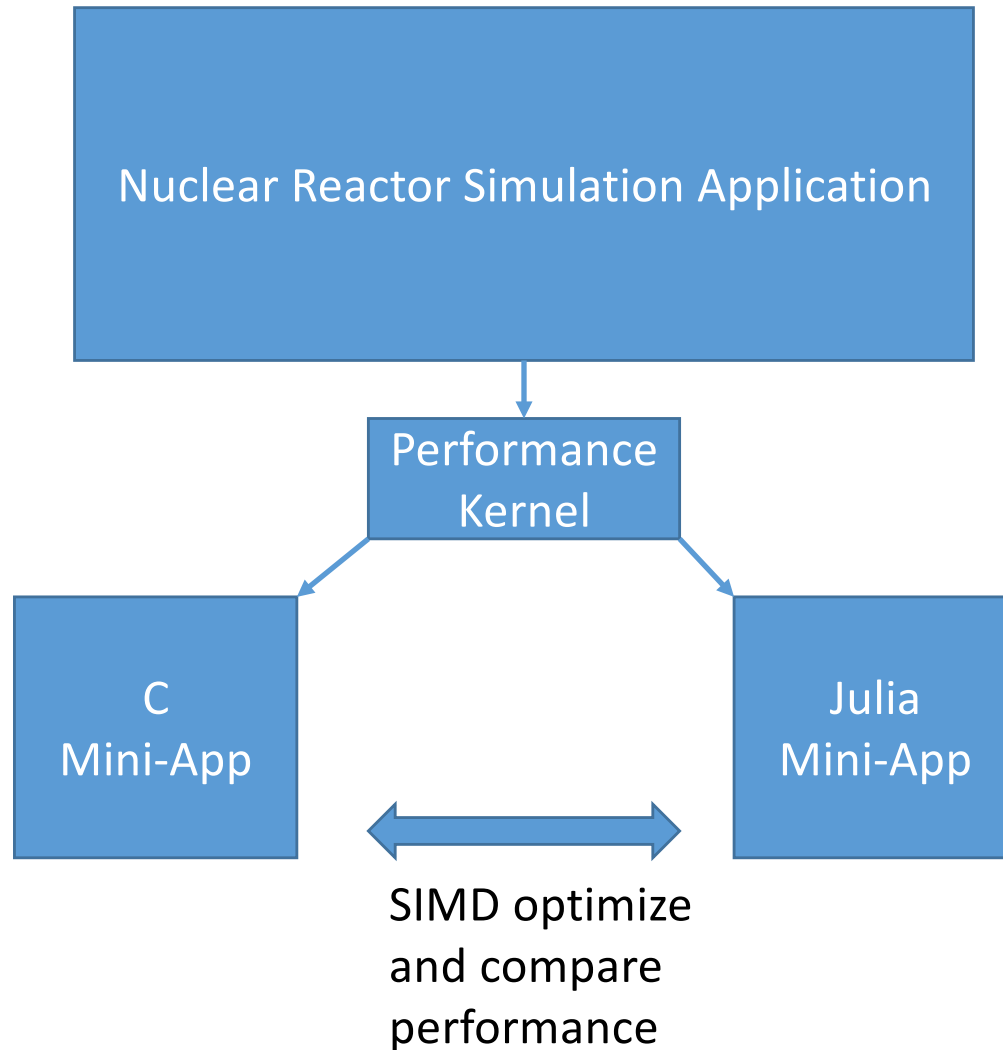 Nuclear Reactor Simulation Application
Performance
Kernel
C
Mini-App
Julia
Mini-App
SIMD optimize
and compare
performance